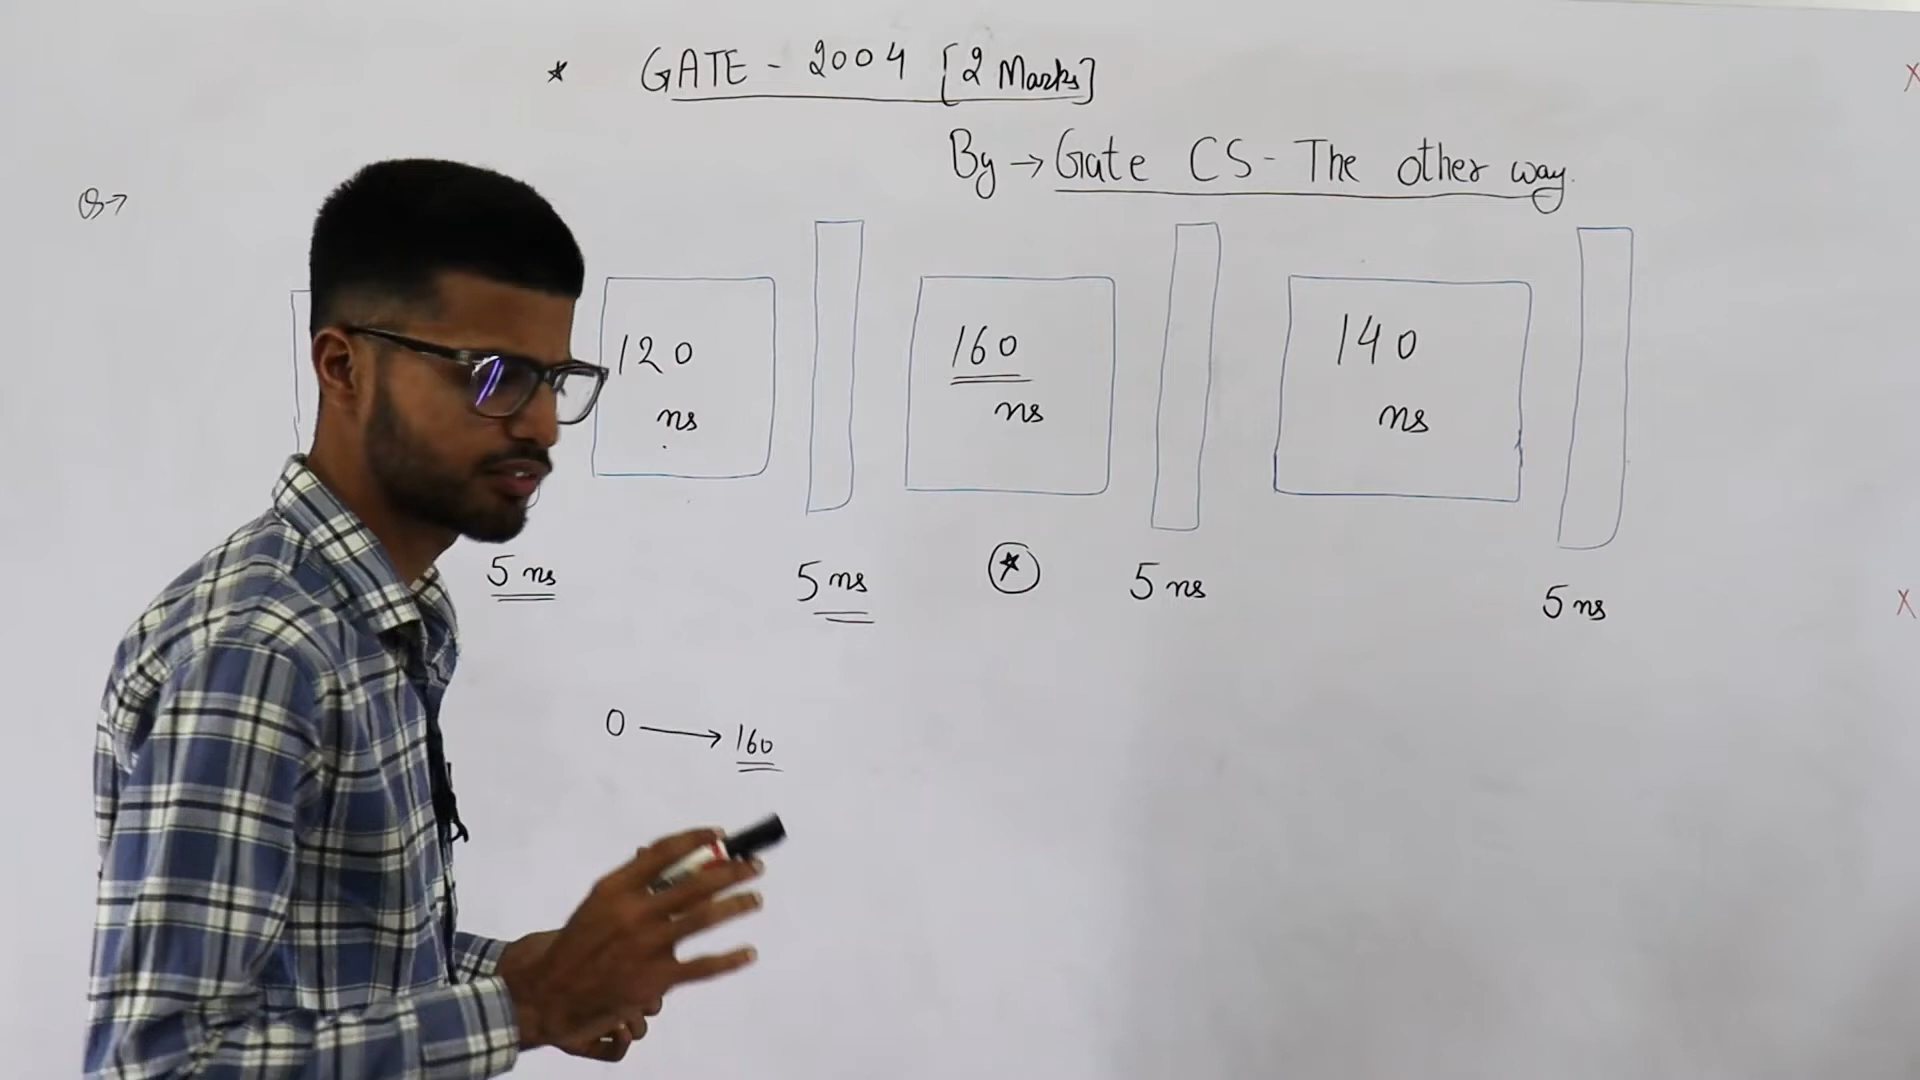 * GATE - 2004 [2 Marks]
By → Gate CS - The other way.
Q→
120 ns
160 ns
140 ns
5 ns
5 ns
*
5 ns
5 ns
0 → 160
X
X